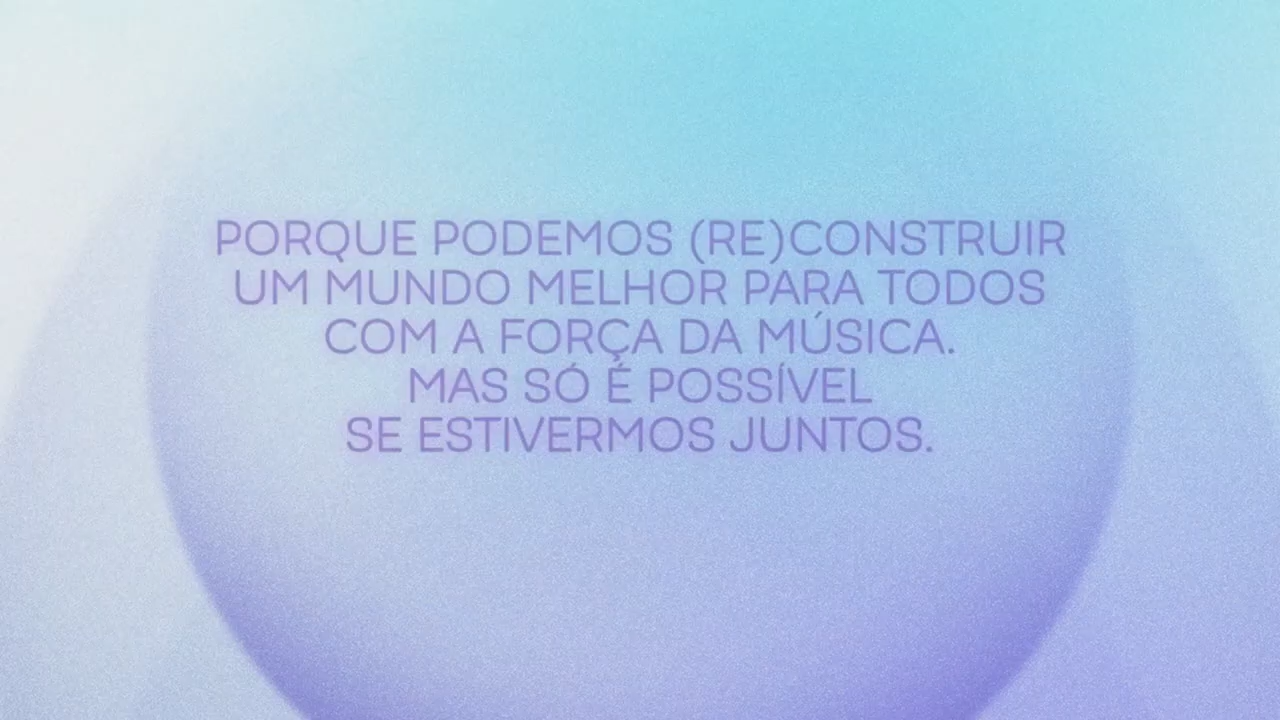 PORQUE PODEMOS (RE)CONSTRUIR
UM MUNDO MELHOR PARA TODOS
COM A FORÇA DA MÚSICA.
MAS SÓ É POSSÍVEL
SE ESTIVERMOS JUNTOS.